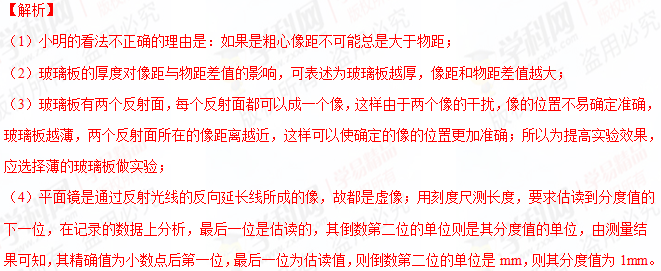 【解析】
（1）小明的看法不正确的理由是：如果是粗心像距不可能总是大于物距；
（2）玻璃板的厚度对像距与物距差值的影响，可表述为玻璃板越厚，像距和物距差值越大；
（3）玻璃板有两个反射面，每个反射面都可以成一个像，这样由于两个像的干扰，像的位置不易确定准确，
玻璃板越薄，两个反射面所在的像距离越近，这样可以使确定的像的位置更加准确；所以为提高实验效果，
应选择薄的玻璃板做实验；
（4）平面镜是通过反射光线的反向延长线所成的像，故都是虚像；用刻度尺测长度，要求估读到分度值的
下一位，在记录的数据上分析，最后一位是估读的，其倒数第二位的单位则是其分度值的单位，由测量结
果可知，其精确值为小数点后第一位，最后一位为估读值，则倒数第二位的单位是 mm，则其分度值为 1mm。